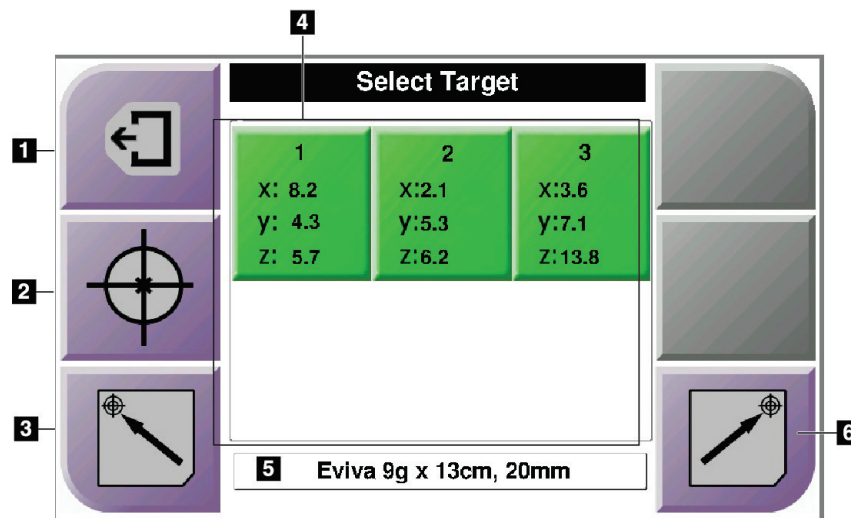 4
Select Target
1
2
3
1
2
3
x: 8.2
x:2.1
x:3.6
y: 4.3
y:5.3
y:7.1
z: 5.7
z:6.2
z:13.8
6
5
Eviva 9g x 13cm, 20mm